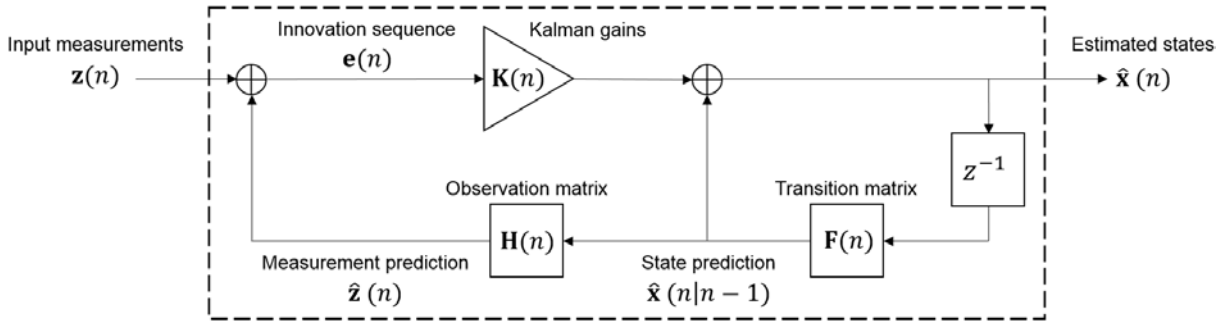 Input measurements
𝐳(n)
Innovation sequence
𝐞(n)
Kalman gains
𝐊(n)
Estimated states
𝐱̂ (n)
z⁻¹
Observation matrix
𝐇(n)
Transition matrix
𝐅(n)
Measurement prediction
𝐳̂ (n)
State prediction
𝐱̂ (n|n − 1)